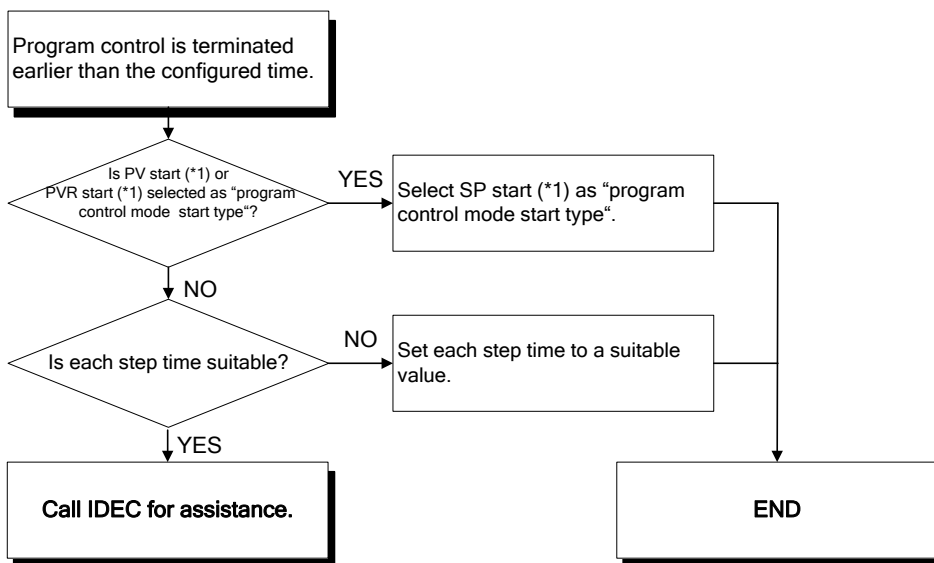 Program control is terminated
earlier than the configured time.
Is PV start (*1) or
PVR start (*1) selected as “program
control mode  start type“?
YES
Select SP start (*1) as “program
control mode start type“.
NO
Is each step time suitable?
NO
Set each step time to a suitable
value.
YES
Call IDEC for assistance.
END